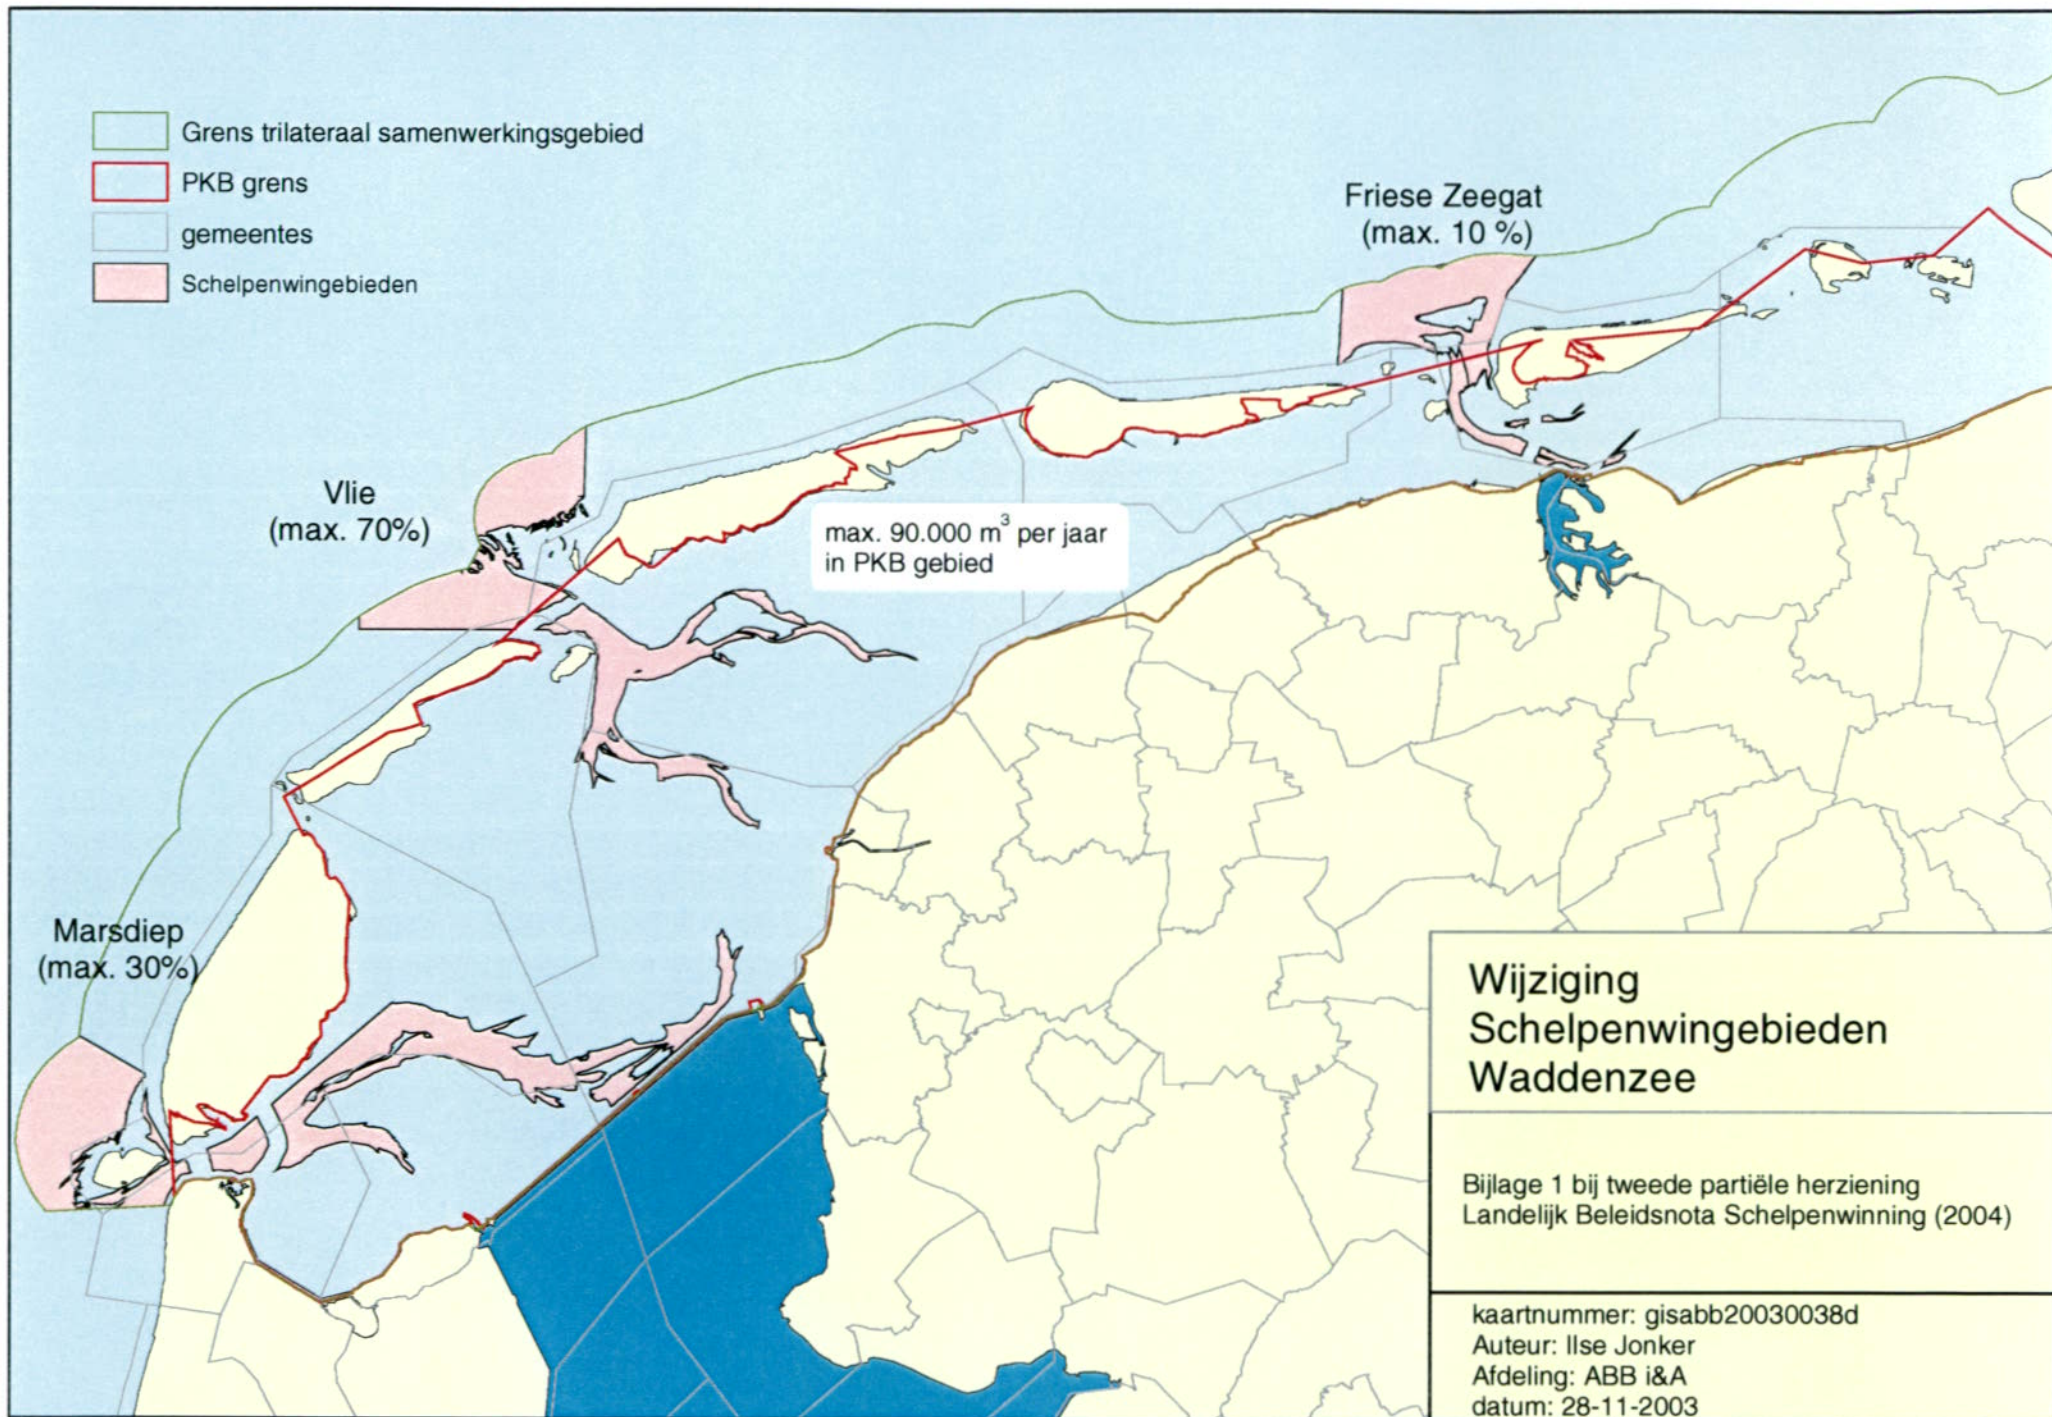 Grens trilateraal samenwerkingsgebied
PKB grens
gemeentes
Schelpenwingebieden
Friese Zeegat
(max. 10 %)
Vlie
(max. 70%)
max. 90.000 m³ per jaar
in PKB gebied
Marsdiep
(max. 30%)
Wijziging
Schelpenwingebieden
Waddenzee
Bijlage 1 bij tweede partiële herziening
Landelijk Beleidsnota Schelpenwinning (2004)
kaartnummer: gisabb20030038d
Auteur: Ilse Jonker
Afdeling: ABB i&A
datum: 28-11-2003